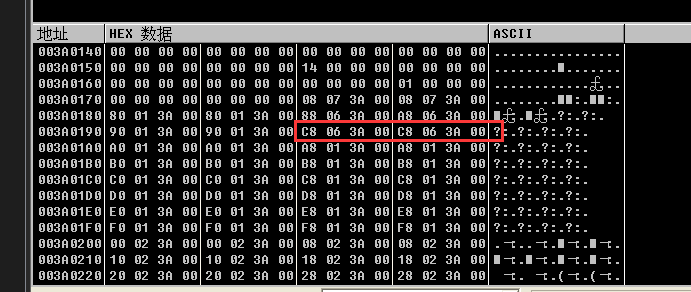 地址 HEX 数据 ASCII
003A0140 00 00 00 00 00 00 00 00 00 00 00 00 00 00 00 00 ................
003A0150 00 00 00 00 00 00 00 00 14 00 00 00 00 00 00 00 ........■.......
003A0160 00 00 00 00 00 00 00 00 00 00 00 00 01 00 00 00
003A0170 00 00 00 00 00 00 00 00 08 07 3A 00 08 07 3A 00 ........■■:.■■:.
003A0180 80 01 3A 00 80 01 3A 00 88 06 3A 00 A8 06 3A 00
003A0190 90 01 3A 00 90 01 3A 00 C8 06 3A 00 C8 06 3A 00 ?:.?:.?:.?:.
003A01A0 A0 01 3A 00 A0 01 3A 00 A8 01 3A 00 A8 01 3A 00 ?:.?:.?:.?:.
003A01B0 B0 01 3A 00 B0 01 3A 00 B8 01 3A 00 B8 01 3A 00 ?:.?:.?:.?:.
003A01C0 C0 01 3A 00 C0 01 3A 00 C8 01 3A 00 C8 01 3A 00 ?:.?:.?:.?:.
003A01D0 D0 01 3A 00 D0 01 3A 00 D8 01 3A 00 D8 01 3A 00 ?:.?:.?:.?:.
003A01E0 E0 01 3A 00 E0 01 3A 00 E8 01 3A 00 E8 01 3A 00 ?:.?:.?:.?:.
003A01F0 F0 01 3A 00 F0 01 3A 00 F8 01 3A 00 F8 01 3A 00 ?:.?:.?:.?:.
003A0200 00 02 3A 00 00 02 3A 00 08 02 3A 00 08 02 3A 00
003A0210 10 02 3A 00 10 02 3A 00 18 02 3A 00 18 02 3A 00
003A0220 20 02 3A 00 20 02 3A 00 28 02 3A 00 28 02 3A 00